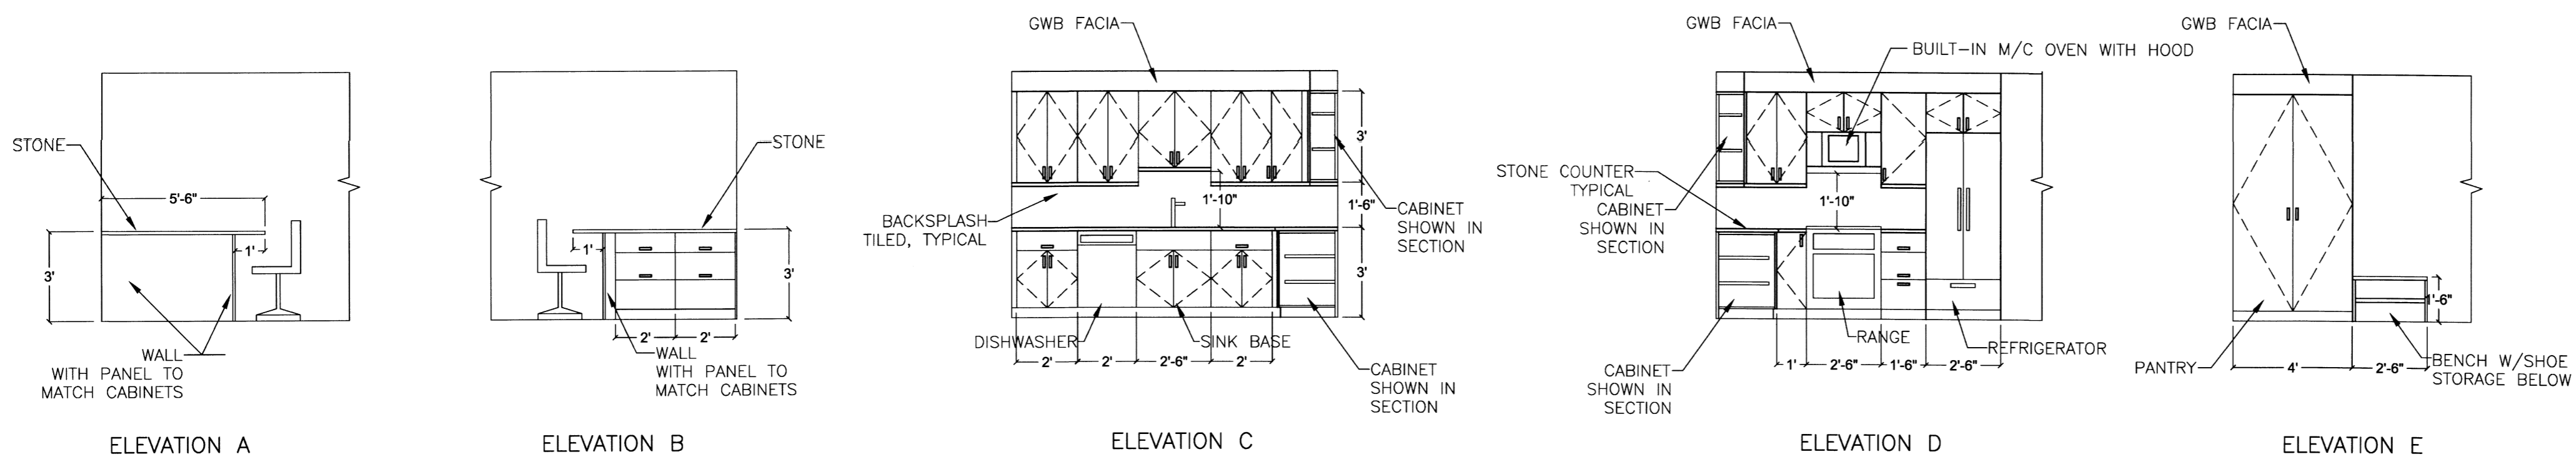 STONE
5'-6"
1'
3'
WALL
WITH PANEL TO
MATCH CABINETS
ELEVATION A
STONE
1'
3'
2'
2'
WALL
WITH PANEL TO
MATCH CABINETS
ELEVATION B
GWB FACIA
3'
1'-10"
1'-6"
BACKSPLASH
TILED, TYPICAL
CABINET
SHOWN IN
SECTION
3'
DISHWASHER
SINK BASE
2'
2'
2'-6"
2'
CABINET
SHOWN IN
SECTION
ELEVATION C
GWB FACIA
BUILT-IN M/C OVEN WITH HOOD
STONE COUNTER
TYPICAL
CABINET
SHOWN IN
SECTION
1'-10"
RANGE
REFRIGERATOR
1'
2'-6"
1'-6"
2'-6"
CABINET
SHOWN IN
SECTION
ELEVATION D
GWB FACIA
1'-6"
PANTRY
4'
2'-6"
BENCH W/SHOE
STORAGE BELOW
ELEVATION E